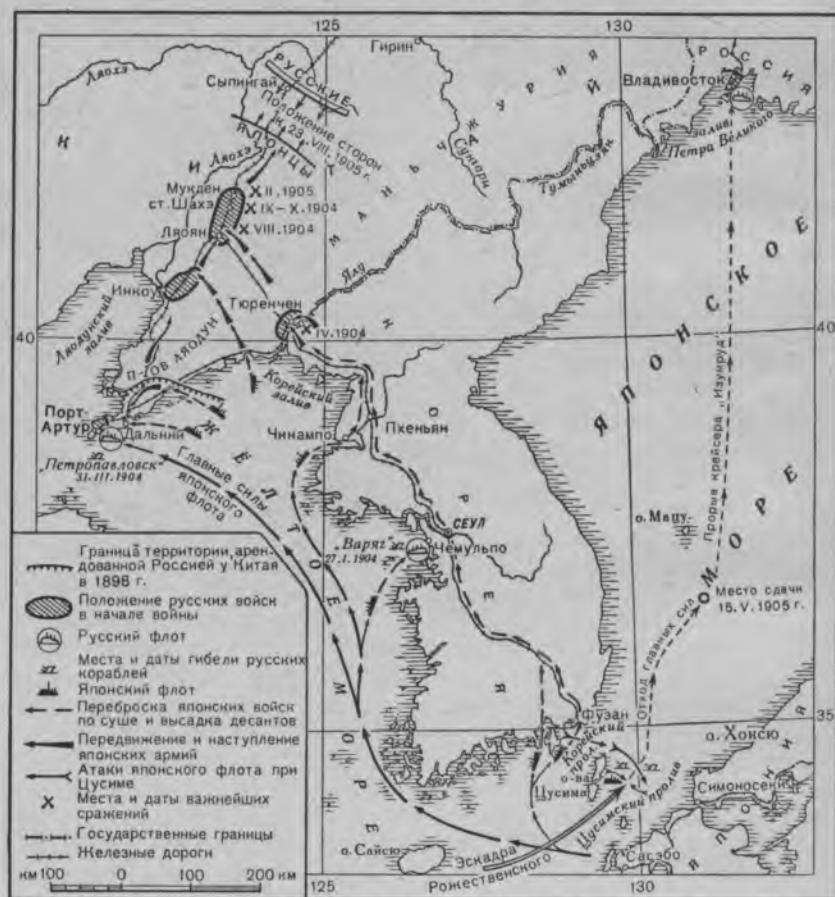 125
130
Гирин
РОССИЯ
Ляохэ
РУССКИЕ
Сыпингай
Владивосток
МАНЬЧЖУРИЯ
Положение сторон
к 23. VIII. 1905 г.
ЯПОНЦЫ
Ляохэ
залив
Петра Великого
Сунгари
Тумыньцзян
Мукден
ст. Шахэ
II. 1905
IX–X. 1904
Ляоян
VIII. 1904
Ялу
Инкоу
Тюренчен
IV. 1904
40
40
Ляодунский
залив
П-ОВ ЛЯОДУН
Корейский
залив
Порт-
Артур
Дальний
Чинампо
Пхеньян
„Петропавловск"
31. III. 1904
Главные силы
японского
флота
ЖЕЛТОЕ МОРЕ
ЯПОНСКОЕ МОРЕ
Прорыв крейсера „Изумруд"
КОРЕЯ
СЕУЛ
„Варяг"
27. I. 1904
Чемульпо
о. Мацу
Место сдачи
15. V. 1905 г.
Отход главных сил
35
35
Фузан
Корейский
прол.
о-ва
Цусима
Цусимский пролив
о. Хонсю
Симоносеки
ЯПОНИЯ
Сасэбо
о. Сайсю
Эскадра
Рожественского
125
130
Граница территории, арен-
дованной Россией у Китая
в 1898 г.
Положение русских войск
в начале войны
Русский флот
Места и даты гибели русских
кораблей
Японский флот
Переброска японских войск
по суше и высадка десантов
Передвижение и наступление
японских армий
Атаки японского флота при
Цусиме
Места и даты важнейших
сражений
Государственные границы
Железные дороги
км 100 0 100 200 км